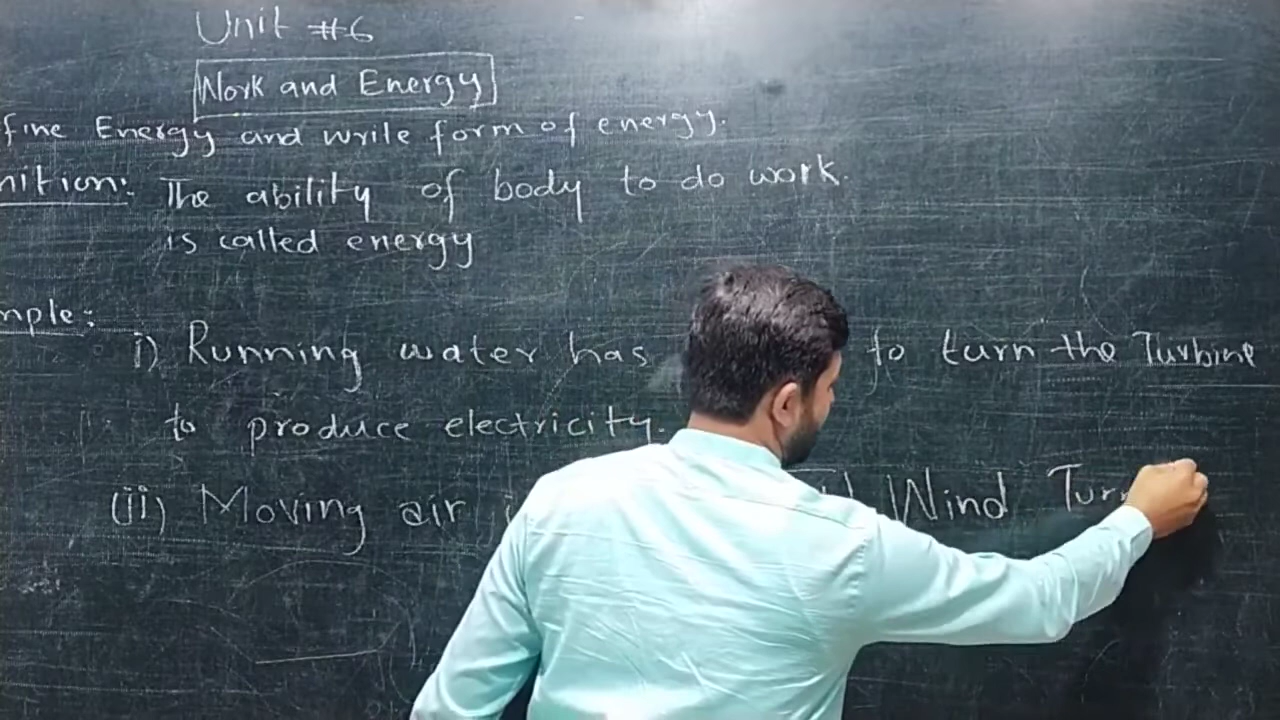 Unit #6
Work and Energy
fine Energy and write form of energy.
nition: The ability of body to do work.
is called energy
mple:
i) Running water has to turn the Turbine
to produce electricity.
(ii) Moving air Wind Tur